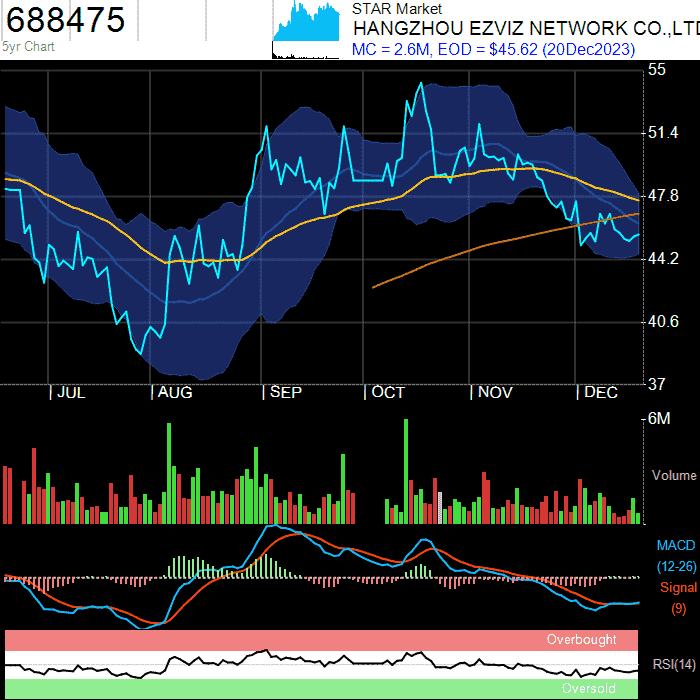 688475
5yr Chart
STAR Market
HANGZHOU EZVIZ NETWORK CO.,LTD
MC = 2.6M, EOD = $45.62 (20Dec2023)
55
51.4
47.8
44.2
40.6
37
JUL AUG SEP OCT NOV DEC
6M
Volume
MACD
(12-26)
Signal
(9)
Overbought
RSI(14)
Oversold